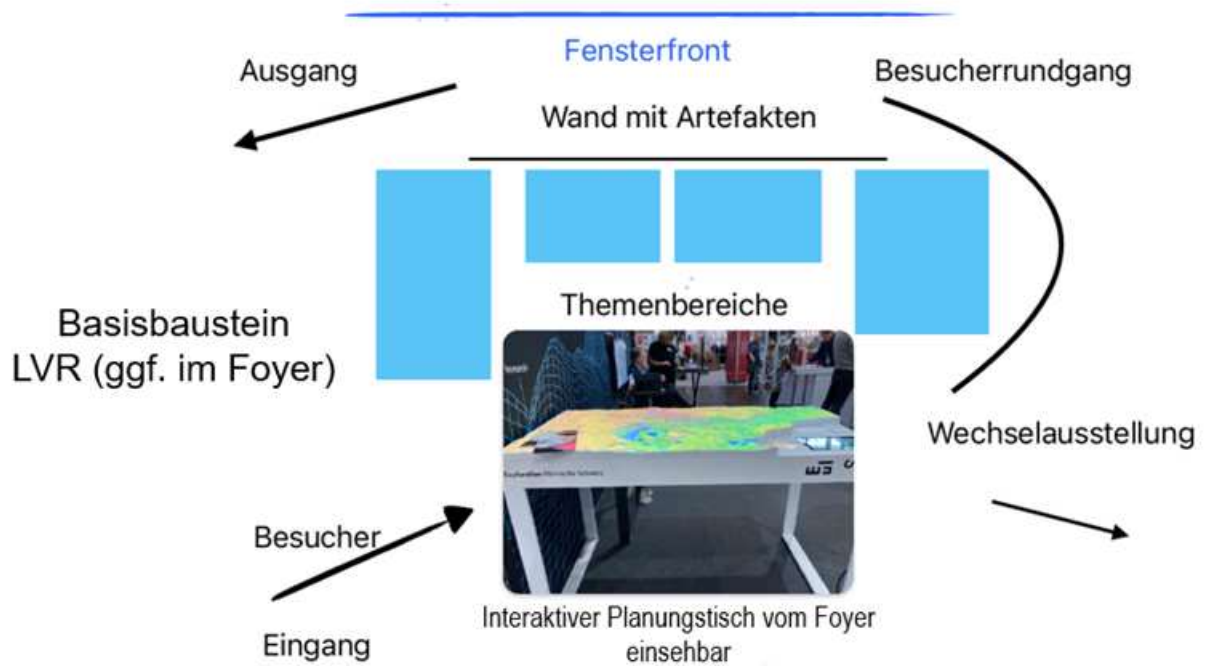 Fensterfront
Ausgang
Besucherrundgang
Wand mit Artefakten
Themenbereiche
Basisbaustein
LVR (ggf. im Foyer)
Wechselausstellung
Besucher
Eingang
Interaktiver Planungstisch vom Foyer
einsehbar